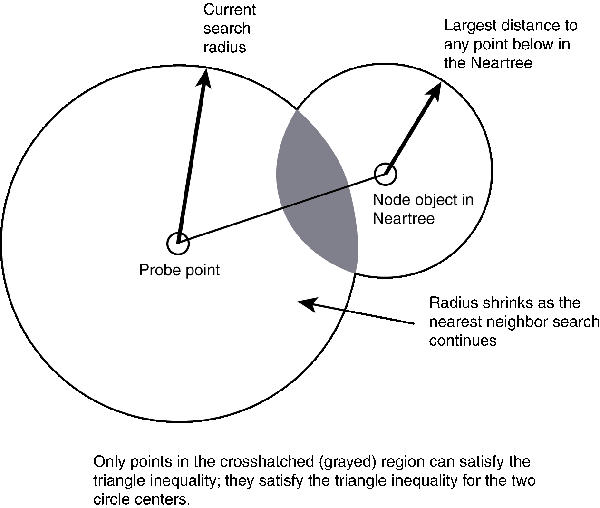 Current
search
radius
Largest distance to
any point below in
the Neartree
Node object in
Neartree
Probe point
Radius shrinks as the
nearest neighbor search
continues
Only points in the crosshatched (grayed) region can satisfy the
triangle inequality; they satisfy the triangle inequality for the two
circle centers.